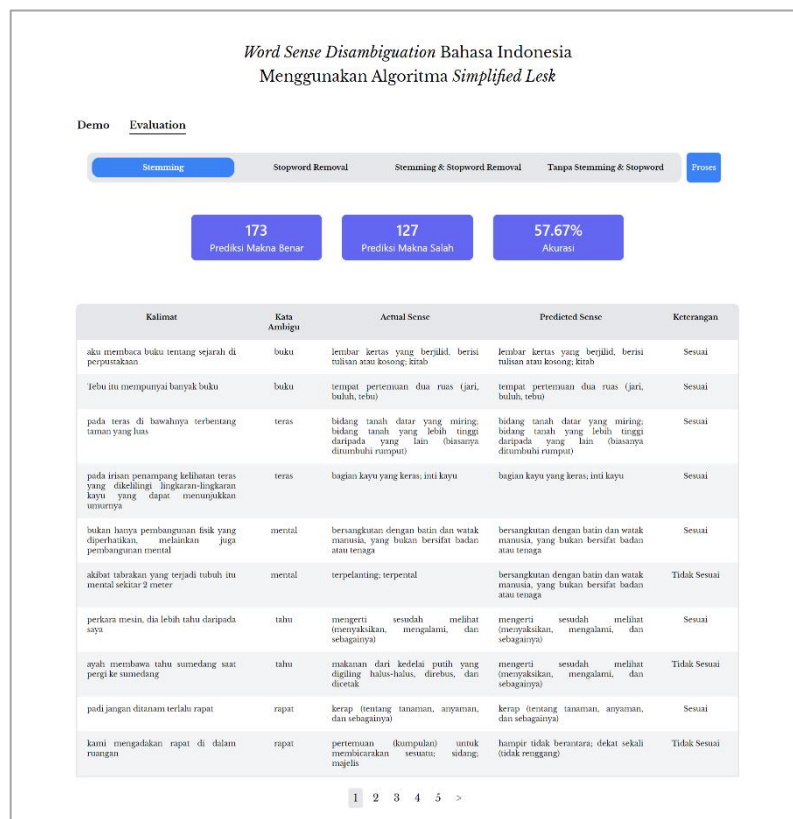 Word Sense Disambiguation Bahasa Indonesia
Menggunakan Algoritma Simplified Lesk
Demo Evaluation
Stemming Stopword Removal Stemming & Stopword Removal Tanpa Stemming & Stopword Proses
173 127 57.67%
Prediksi Makna Benar Prediksi Makna Salah Akurasi
Kalimat Kata Ambigu Actual Sense Predicted Sense Keterangan
aku membaca buku tentang sejarah di perpustakaan buku lembar kertas yang berjilid, berisi tulisan atau kosong; kitab lembar kertas yang berjilid, berisi tulisan atau kosong; kitab Sesuai
Tebu itu mempunyai banyak buku buku tempat pertemuan dua ruas (jari, buluh, tebu) tempat pertemuan dua ruas (jari, buluh, tebu) Sesuai
pada teras di bawahnya terbentang taman yang luas teras bidang tanah datar yang miring; bidang tanah yang lebih tinggi daripada yang lain (biasanya ditumbuhi rumput) bidang tanah datar yang miring; bidang tanah yang lebih tinggi daripada yang lain (biasanya ditumbuhi rumput) Sesuai
pada irisan penampang kelihatan teras yang dikelilingi lingkaran-lingkaran kayu yang dapat menunjukkan umurnya teras bagian kayu yang keras; inti kayu bagian kayu yang keras; inti kayu Sesuai
bukan hanya pembangunan fisik yang diperhatikan, melainkan juga pembangunan mental mental bersangkutan dengan batin dan watak manusia, yang bukan bersifat badan atau tenaga bersangkutan dengan batin dan watak manusia, yang bukan bersifat badan atau tenaga Sesuai
akibat tabrakan yang terjadi tubuh itu mental sekitar 2 meter mental terpelanting; terpental bersangkutan dengan batin dan watak manusia, yang bukan bersifat badan atau tenaga Tidak Sesuai
perkara mesin, dia lebih tahu daripada saya tahu mengerti sesudah melihat (menyaksikan, mengalami, dan sebagainya) mengerti sesudah melihat (menyaksikan, mengalami, dan sebagainya) Sesuai
ayah membawa tahu sumedang saat pergi ke sumedang tahu makanan dari kedelai putih yang digiling halus-halus, direbus, dan dicetak mengerti sesudah melihat (menyaksikan, mengalami, dan sebagainya) Tidak Sesuai
padi jangan ditanam terlalu rapat rapat kerap (tentang tanaman, anyaman, dan sebagainya) kerap (tentang tanaman, anyaman, dan sebagainya) Sesuai
kami mengadakan rapat di dalam ruangan rapat pertemuan (kumpulan) untuk membicarakan sesuatu; sidang; majelis hampir tidak berantara; dekat sekali (tidak renggang) Tidak Sesuai
1 2 3 4 5 >